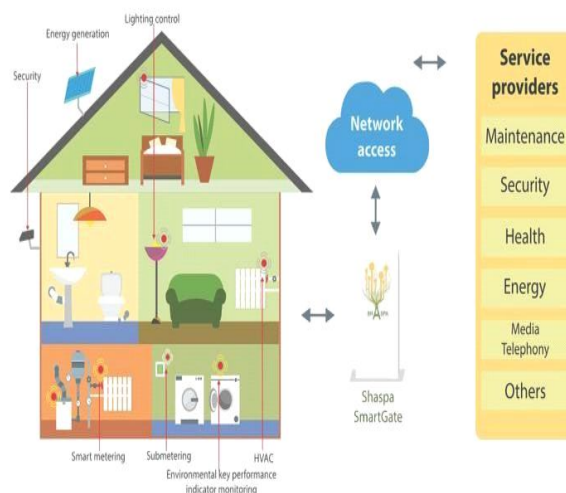 Lighting control
Energy generation
Security
Network
access
Service
providers
Maintenance
Security
Health
Energy
Media
Telephony
Others
Shaspa
SmartGate
Smart metering
Submetering
HVAC
Environmental key performance
indicator monitoring